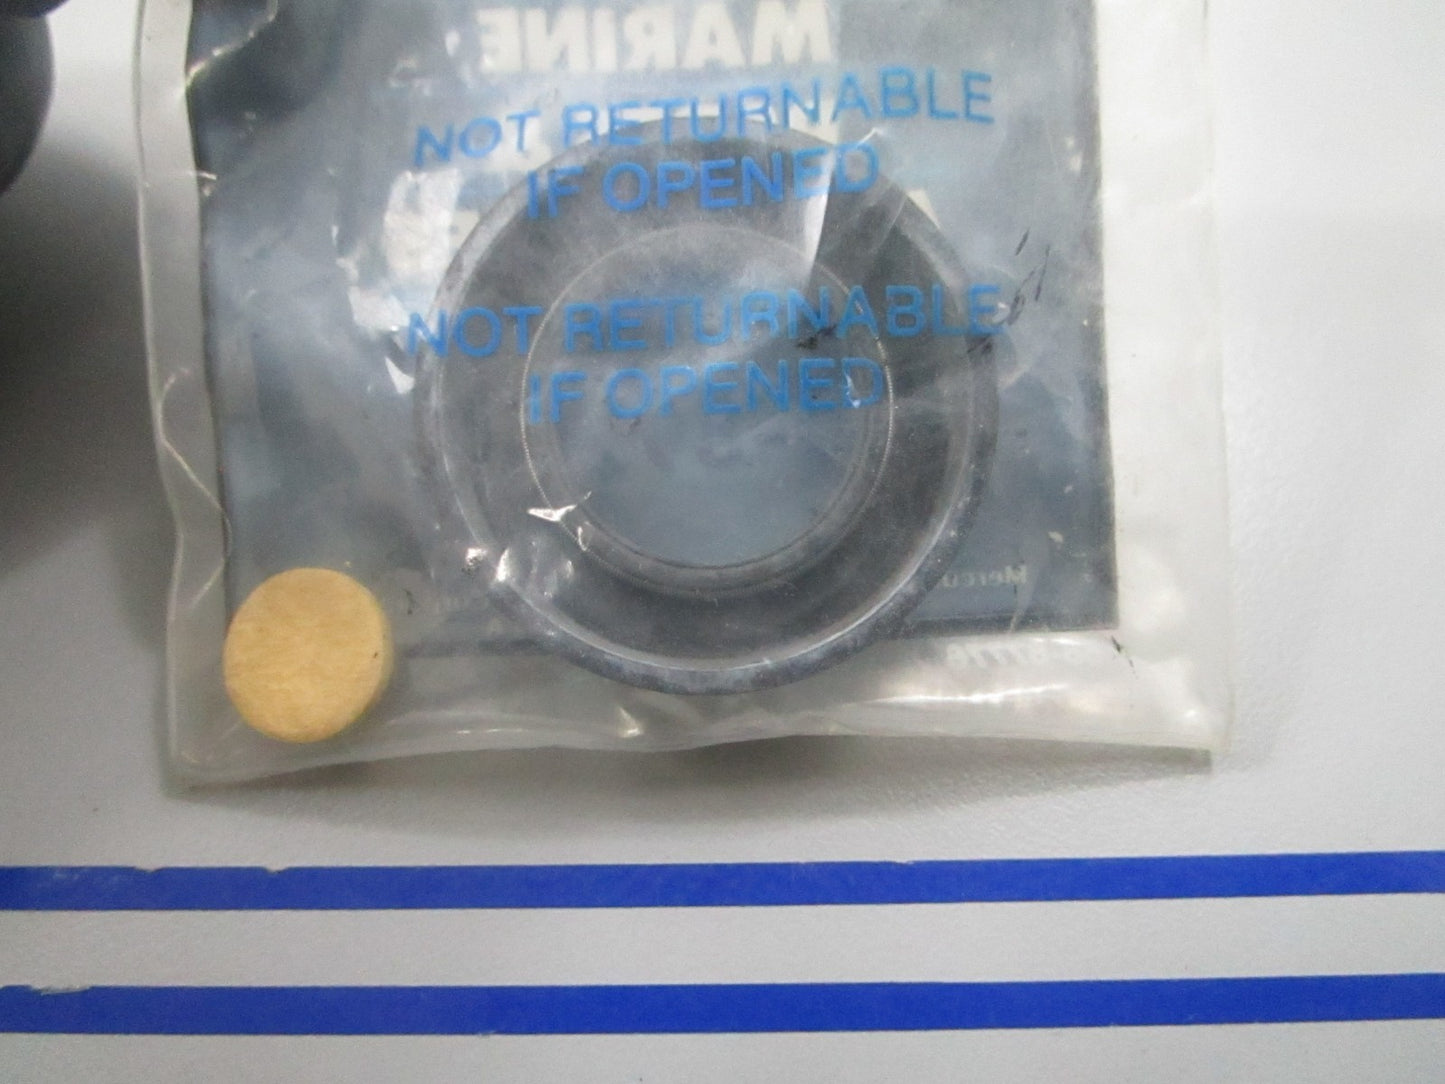 MARINE
NOT RETURNABLE
IF OPENED
NOT RETURNABLE
IF OPENED